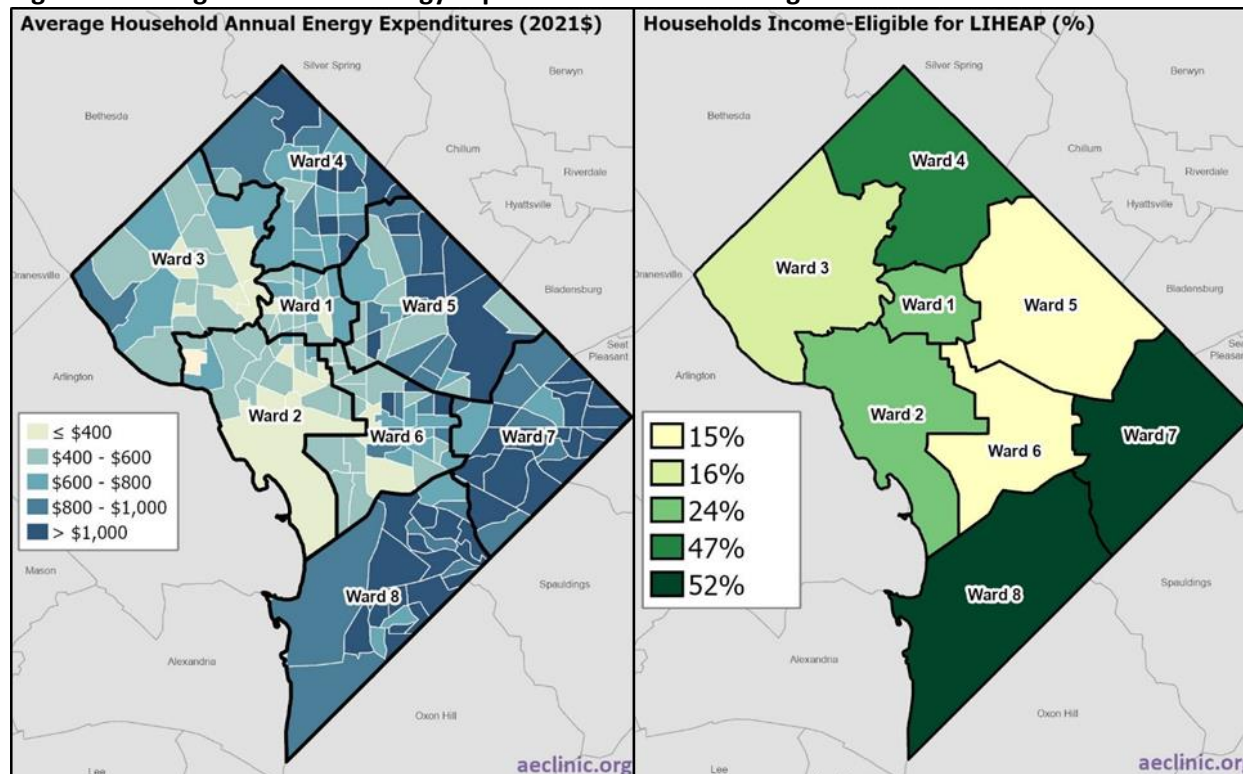 Average Household Annual Energy Expenditures (2021$)
Silver Spring
Berwyn
Bethesda
Chillum
Riverdale
Hyattsville
Ward 4
Ward 3
Ward 1
Ward 5
Bladensburg
Seat
Pleasant
Arlington
Ward 2
Ward 6
Ward 7
≤ $400
$400 - $600
$600 - $800
$800 - $1,000
> $1,000
Mason
Ward 8
Spauldings
Alexandria
Oxon Hill
Lee
aeclinic.org
Households Income-Eligible for LIHEAP (%)
Silver Spring
Berwyn
Bethesda
Chillum
Riverdale
Hyattsville
Ward 4
Ward 3
Ward 1
Ward 5
Dranesville
Bladensburg
Arlington
Ward 2
Ward 6
Ward 7
15%
16%
24%
47%
52%
Ward 8
Spauldings
Alexandria
Oxon Hill
Lee
aeclinic.org